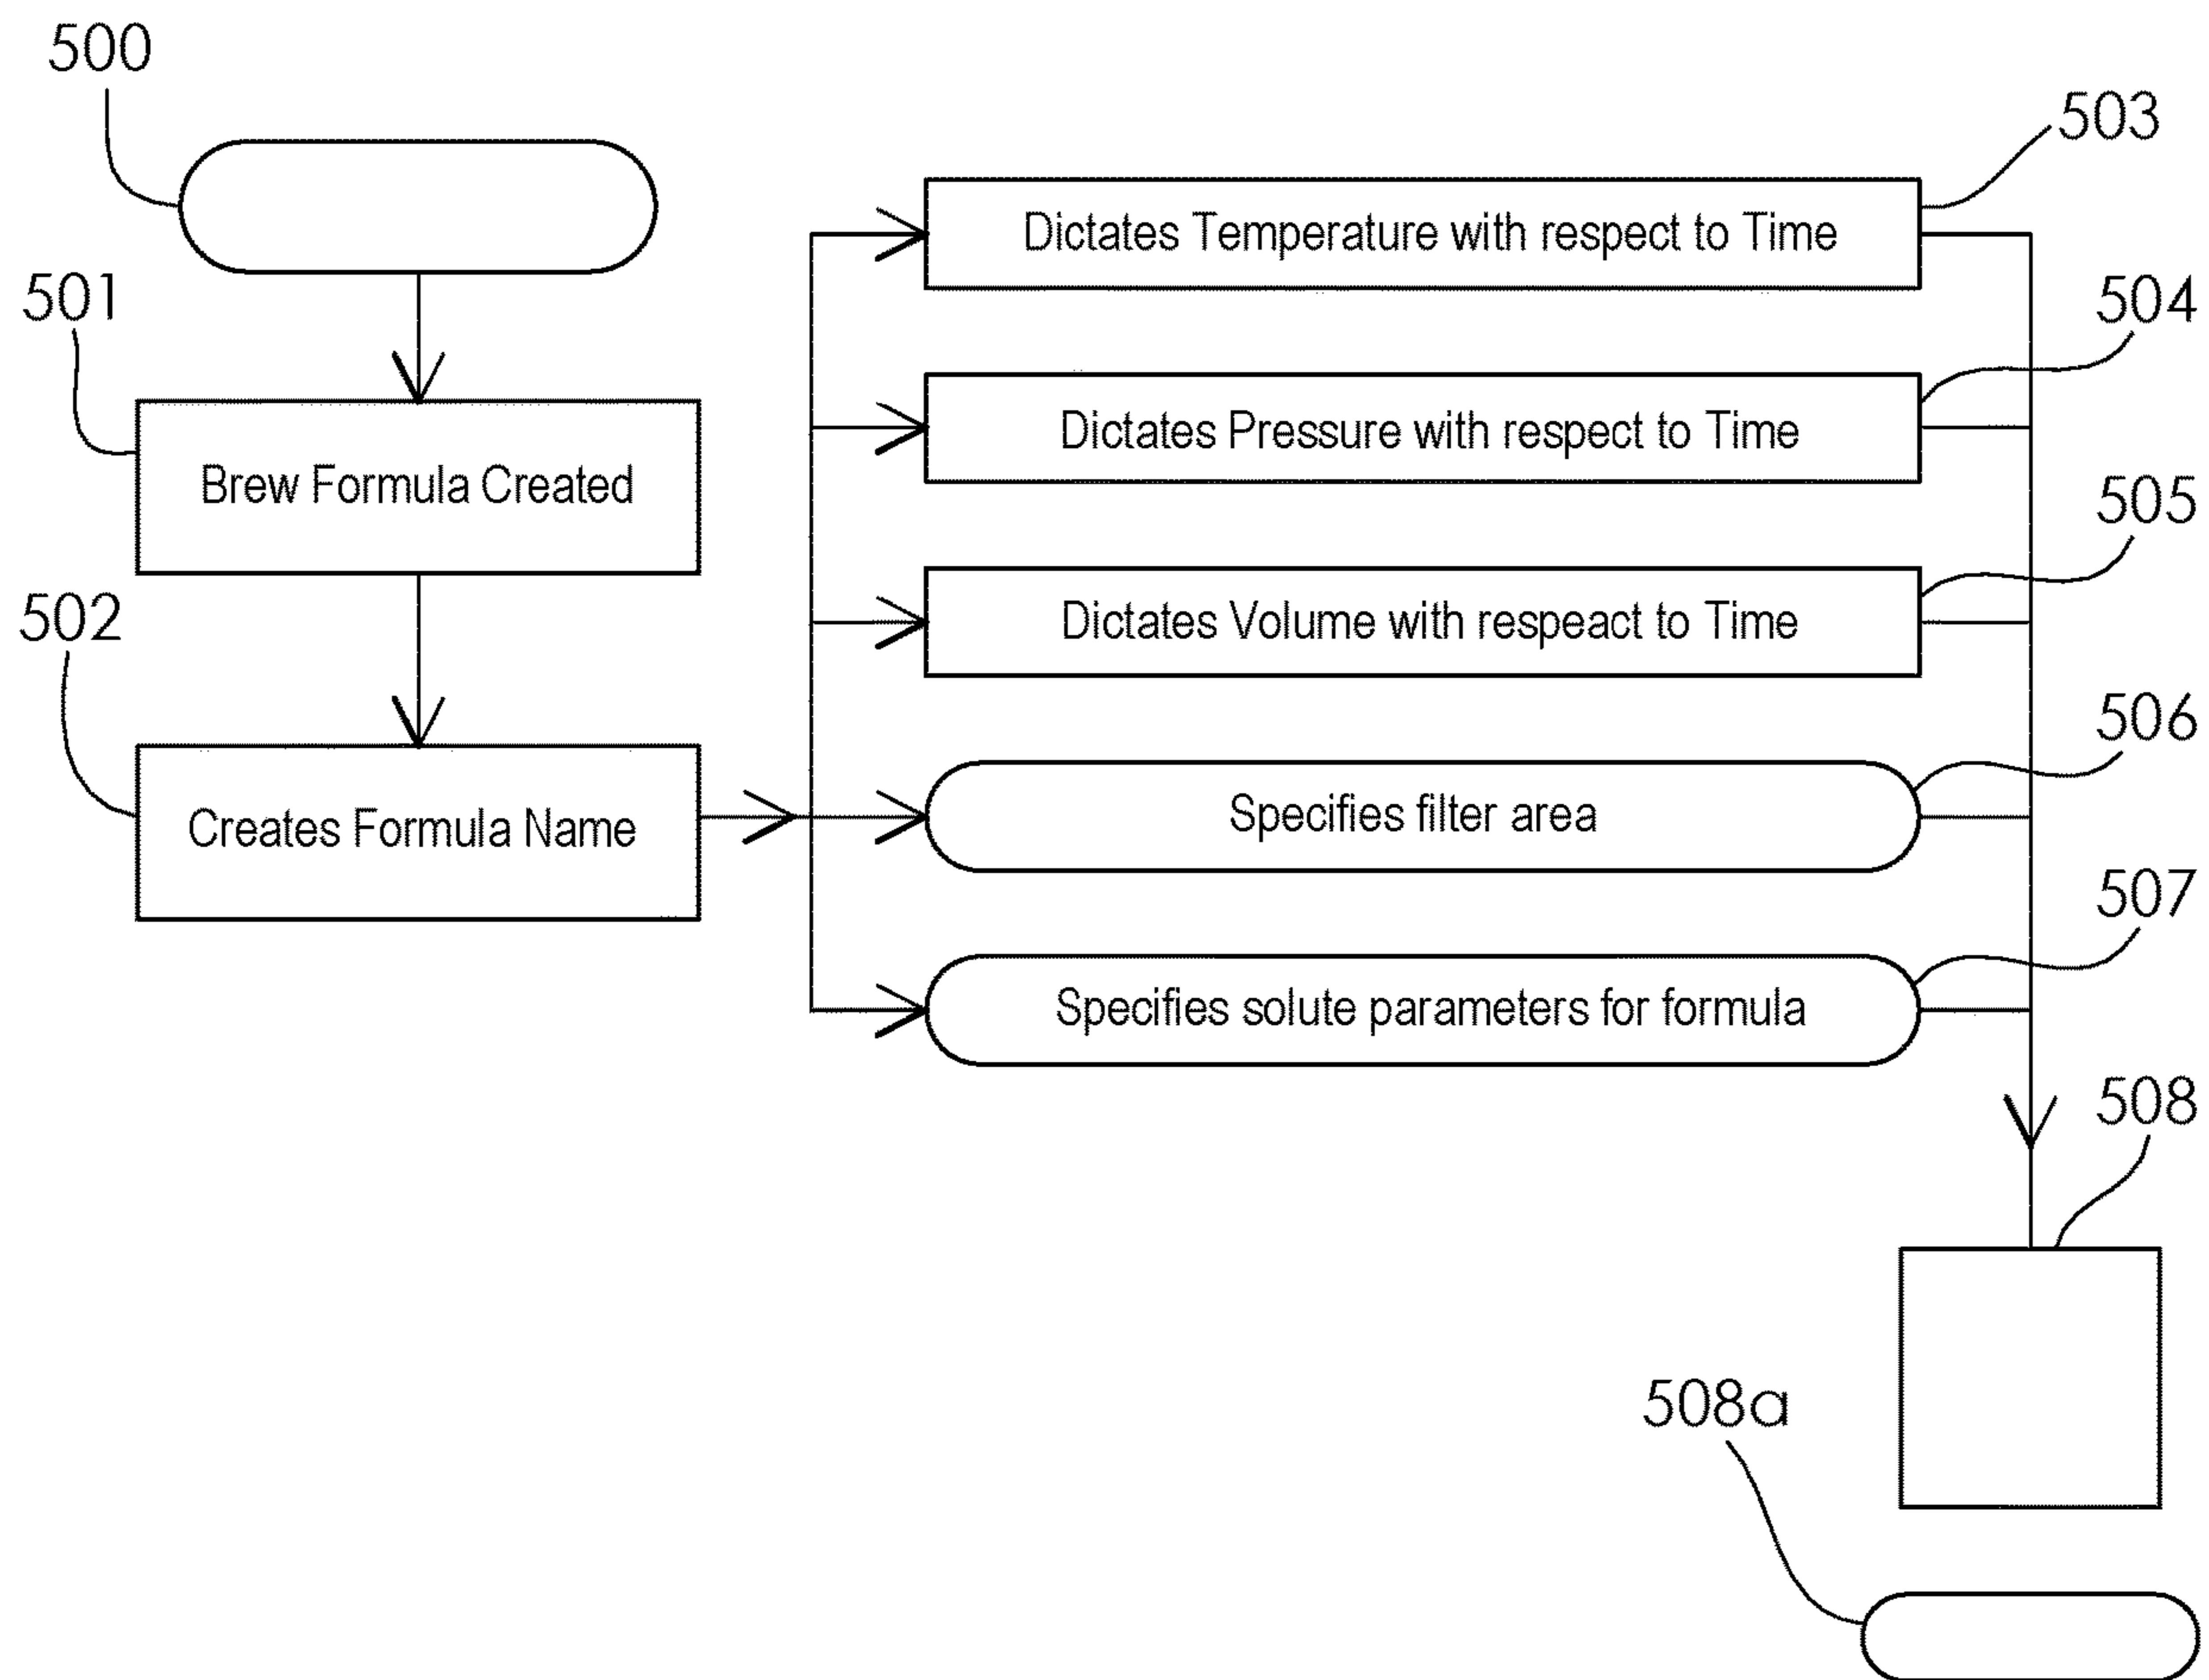 500
503
501
Dictates Temperature with respect to Time
504
Dictates Pressure with respect to Time
Brew Formula Created
505
502
Dictates Volume with respeact to Time
506
Creates Formula Name
Specifies filter area
507
Specifies solute parameters for formula
508
508a